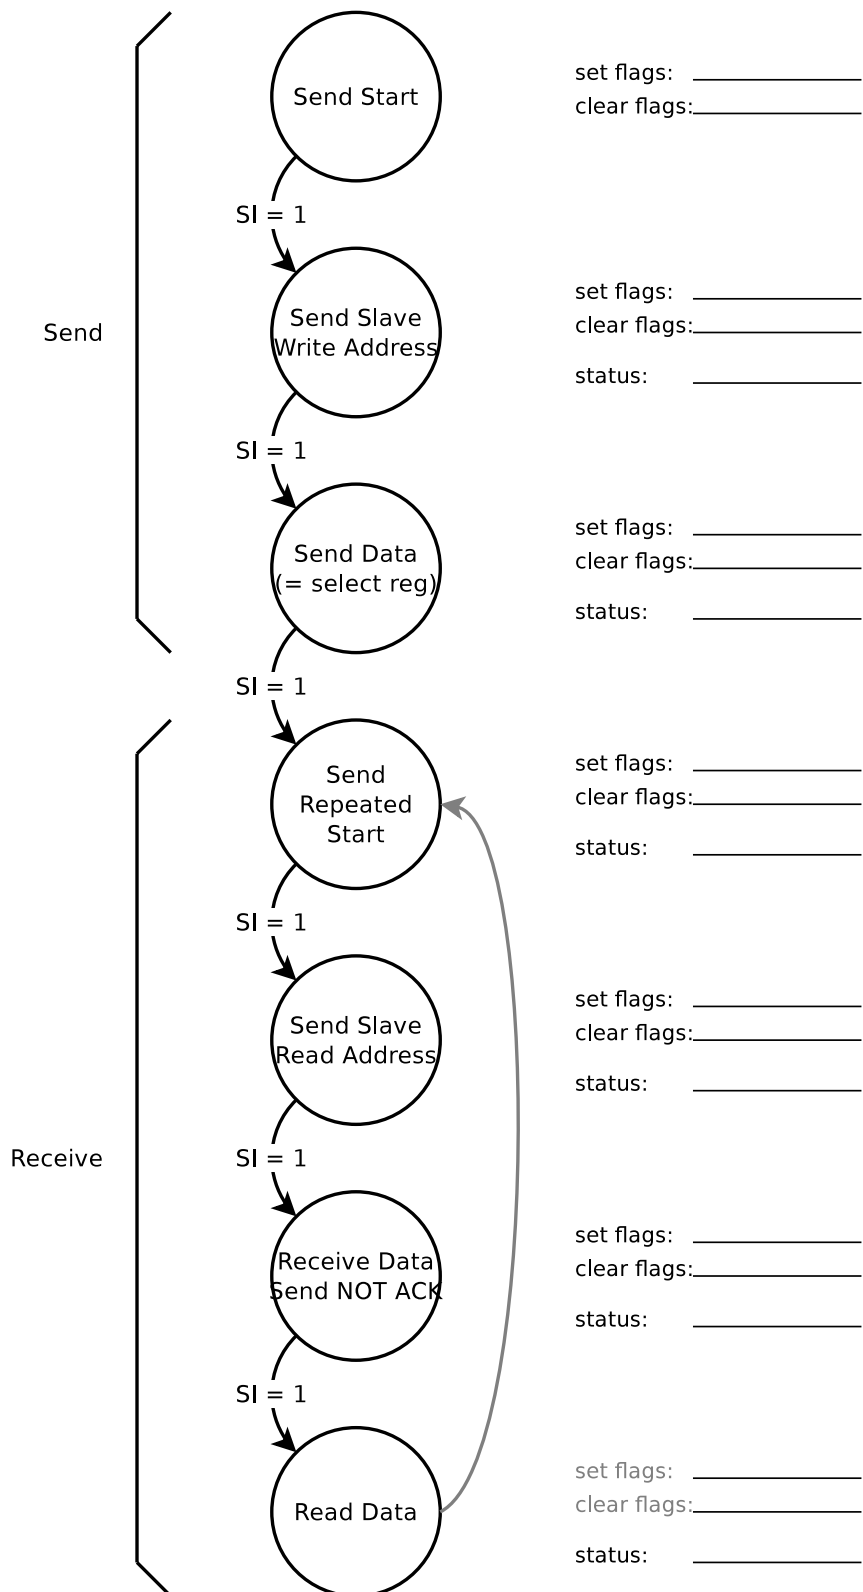 Send Start
set flags:
clear flags:
SI = 1
Send
Send Slave
Write Address
set flags:
clear flags:
status:
SI = 1
Send Data
(= select reg)
set flags:
clear flags:
status:
SI = 1
Send
Repeated
Start
set flags:
clear flags:
status:
SI = 1
Send Slave
Read Address
set flags:
clear flags:
status:
Receive
SI = 1
Receive Data
Send NOT ACK
set flags:
clear flags:
status:
SI = 1
Read Data
set flags:
clear flags:
status: